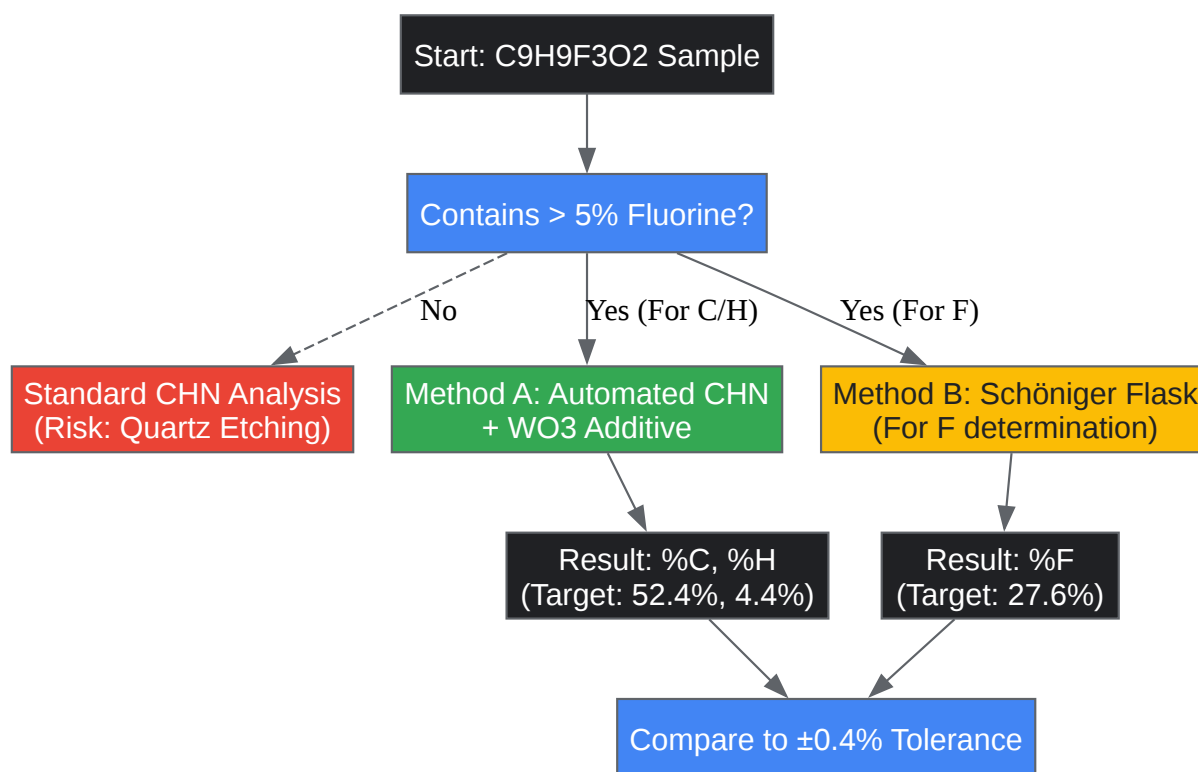 Start: C9H9F3O2 Sample
Contains > 5% Fluorine?
No
Yes (For C/H)
Yes (For F)
Standard CHN Analysis
(Risk: Quartz Etching)
Method A: Automated CHN
+ WO3 Additive
Method B: Schöniger Flask
(For F determination)
Result: %C, %H
(Target: 52.4%, 4.4%)
Result: %F
(Target: 27.6%)
Compare to ±0.4% Tolerance